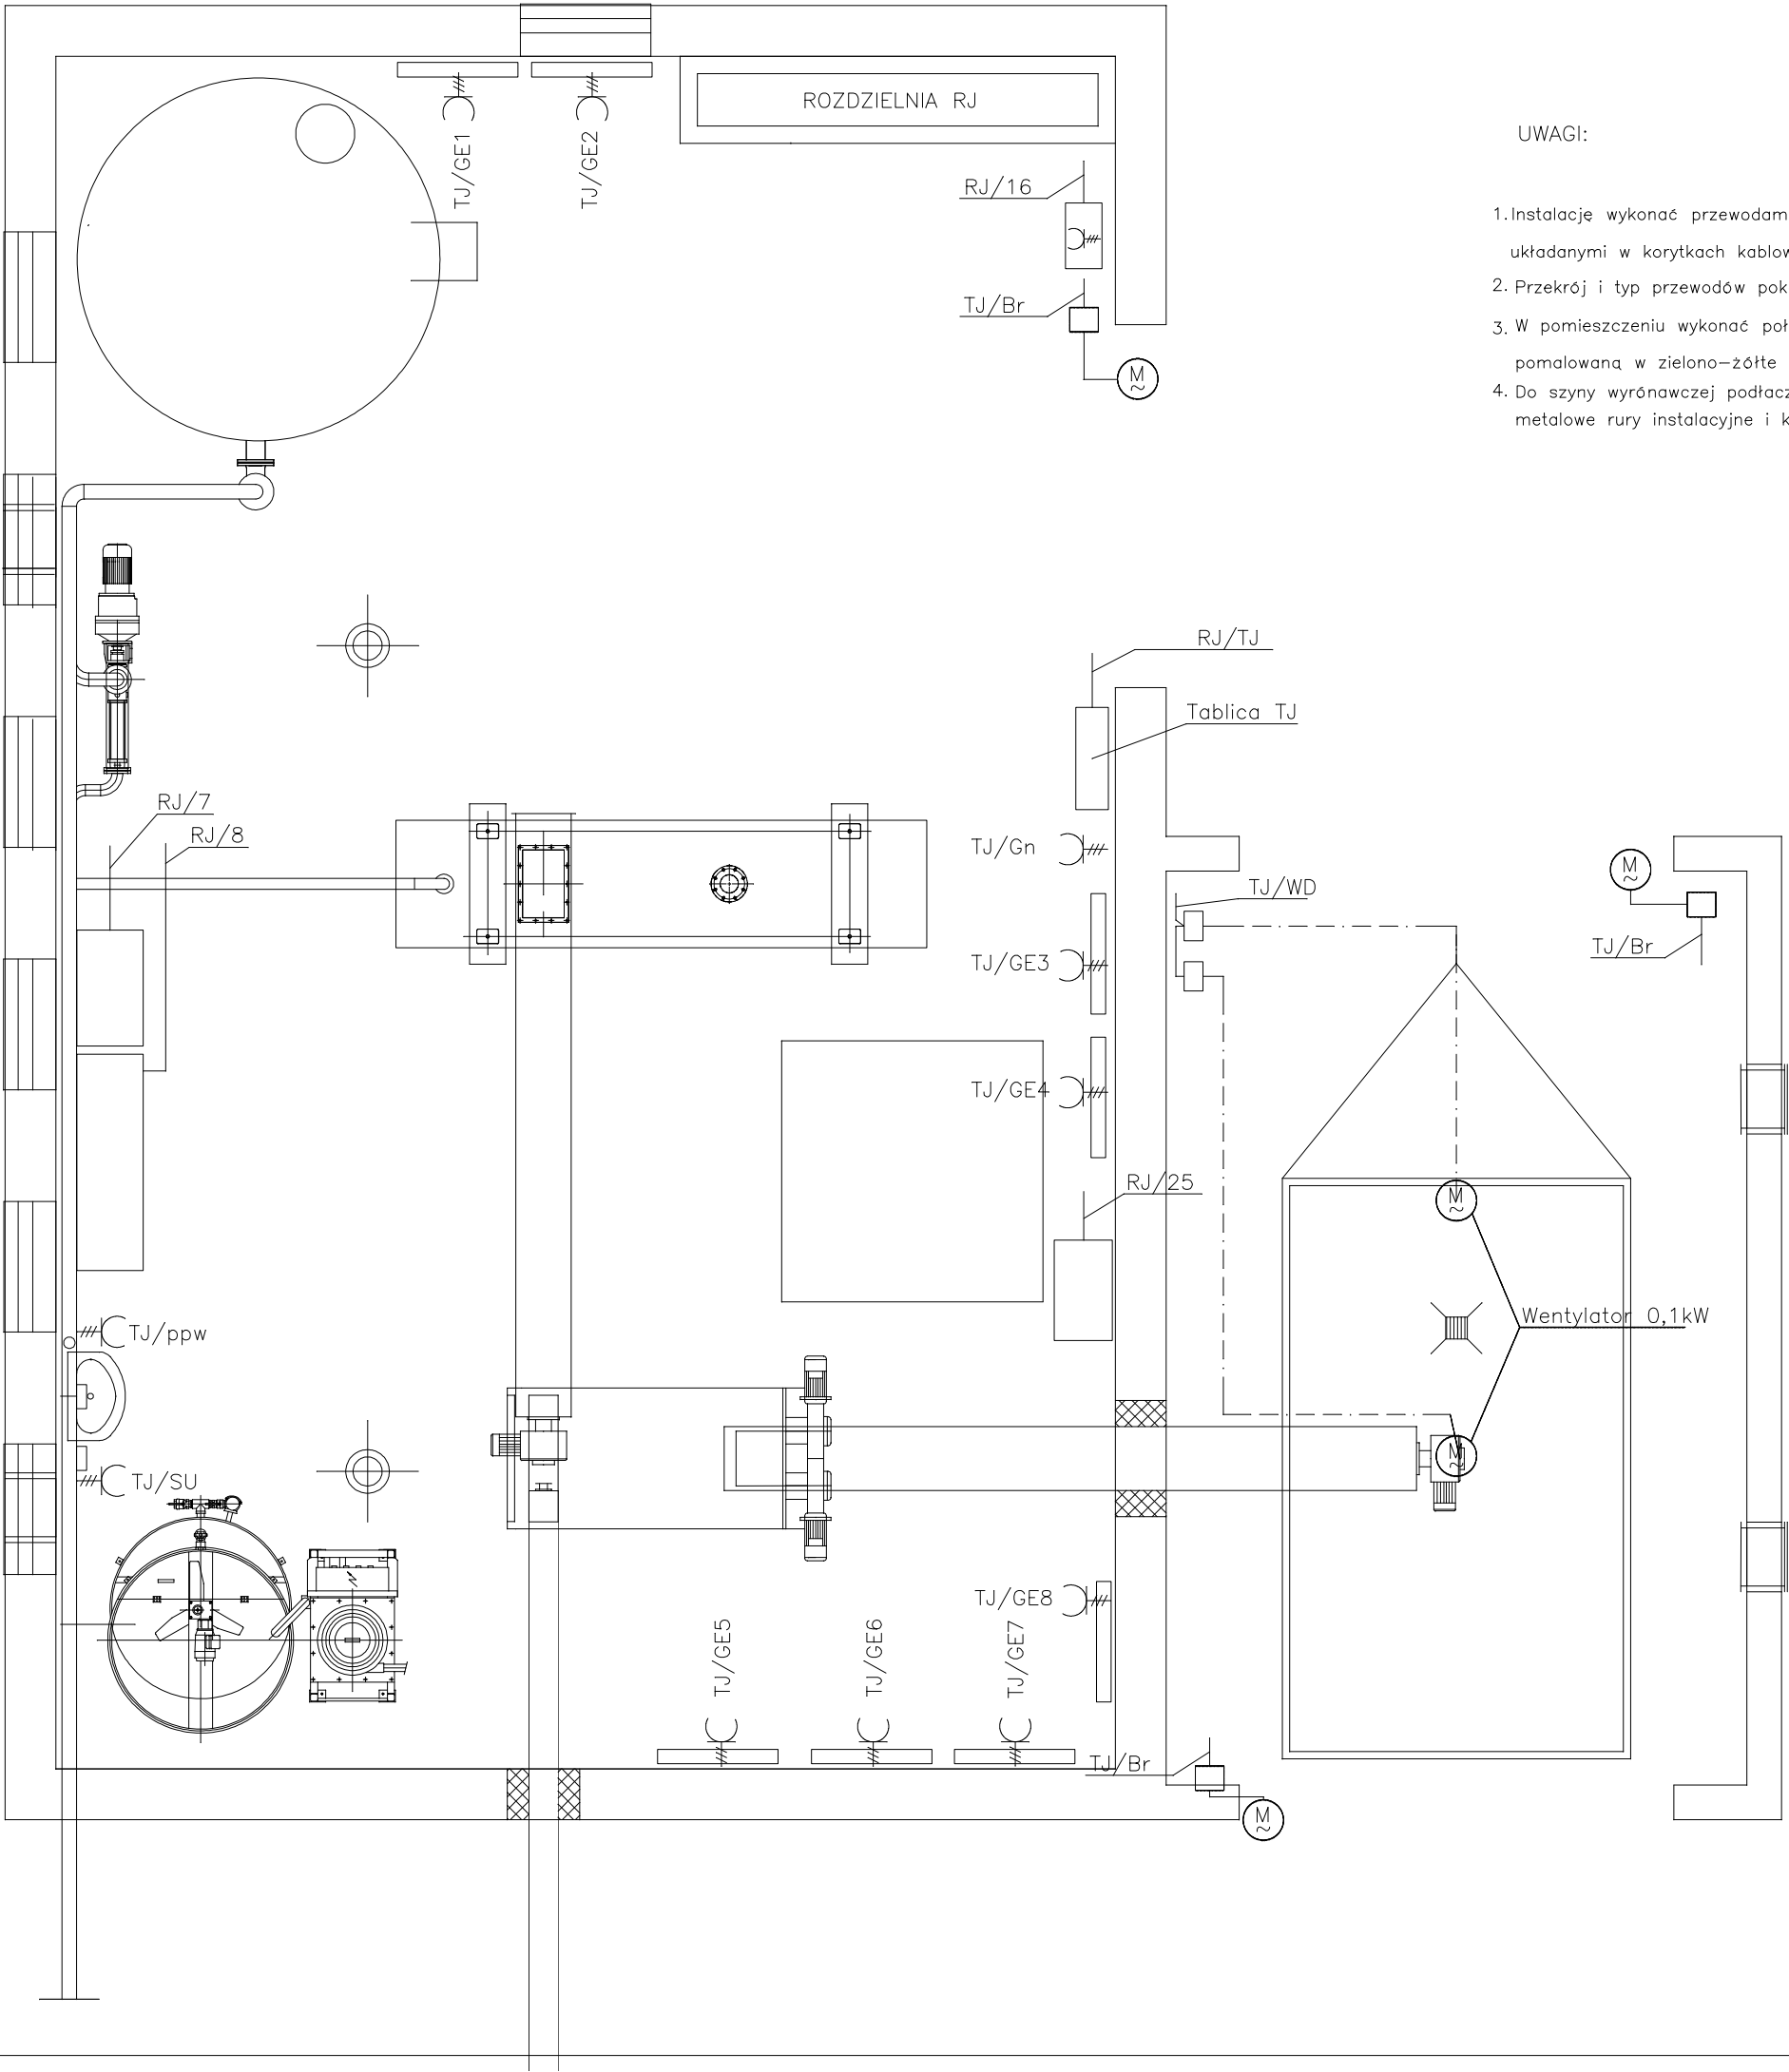 ROZDZIELNIA RJ
TJ/GE1
TJ/GE2
UWAGI:
RJ/16
1. Instalację wykonać przewodam
układanymi w korytkach kablow
2. Przekrój i typ przewodów pok
TJ/Br
3. W pomieszczeniu wykonać poł
pomalowaną w zielono-żółte
M
~
4. Do szyny wyrónawczej podłacz
metalowe rury instalacyjne i k
RJ/TJ
Tablica TJ
RJ/7
RJ/8
TJ/Gn
M
~
TJ/WD
TJ/Br
TJ/GE3
TJ/GE4
RJ/25
M
~
Wentylator 0,1kW
TJ/ppw
M
~
TJ/SU
TJ/GE8
TJ/GE5
TJ/GE6
TJ/GE7
TJ/Br
M
~